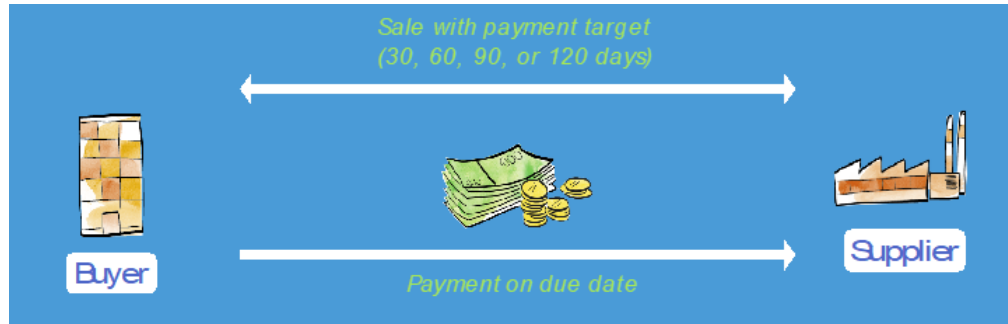 Sale with payment target
(30, 60, 90, or 120 days)
Buyer
Supplier
Payment on due date